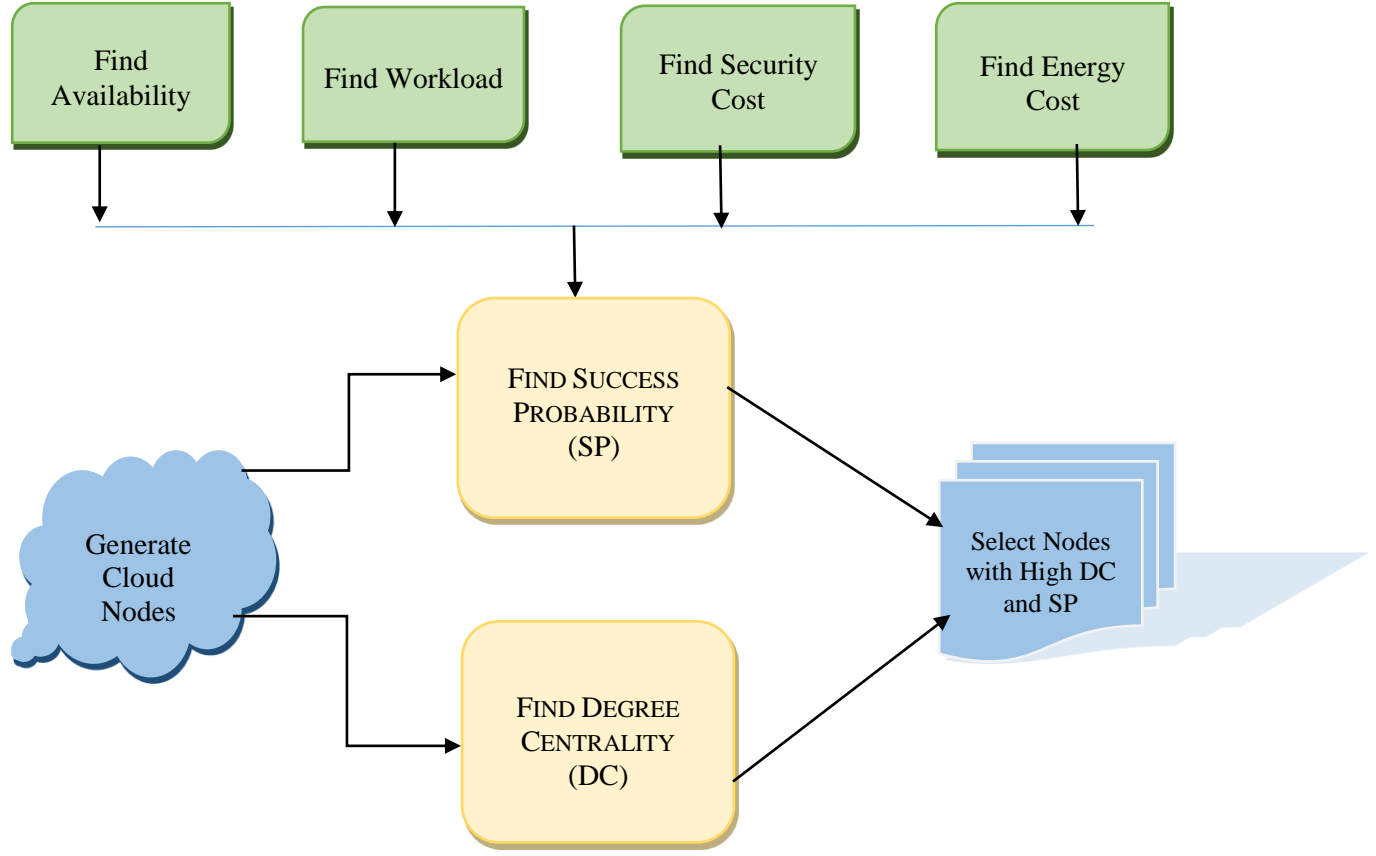 Find
Availability
Find Workload
Find Security
Cost
Find Energy
Cost
FIND SUCCESS
PROBABILITY
(SP)
Generate
Cloud
Nodes
Select Nodes
with High DC
and SP
FIND DEGREE
CENTRALITY
(DC)